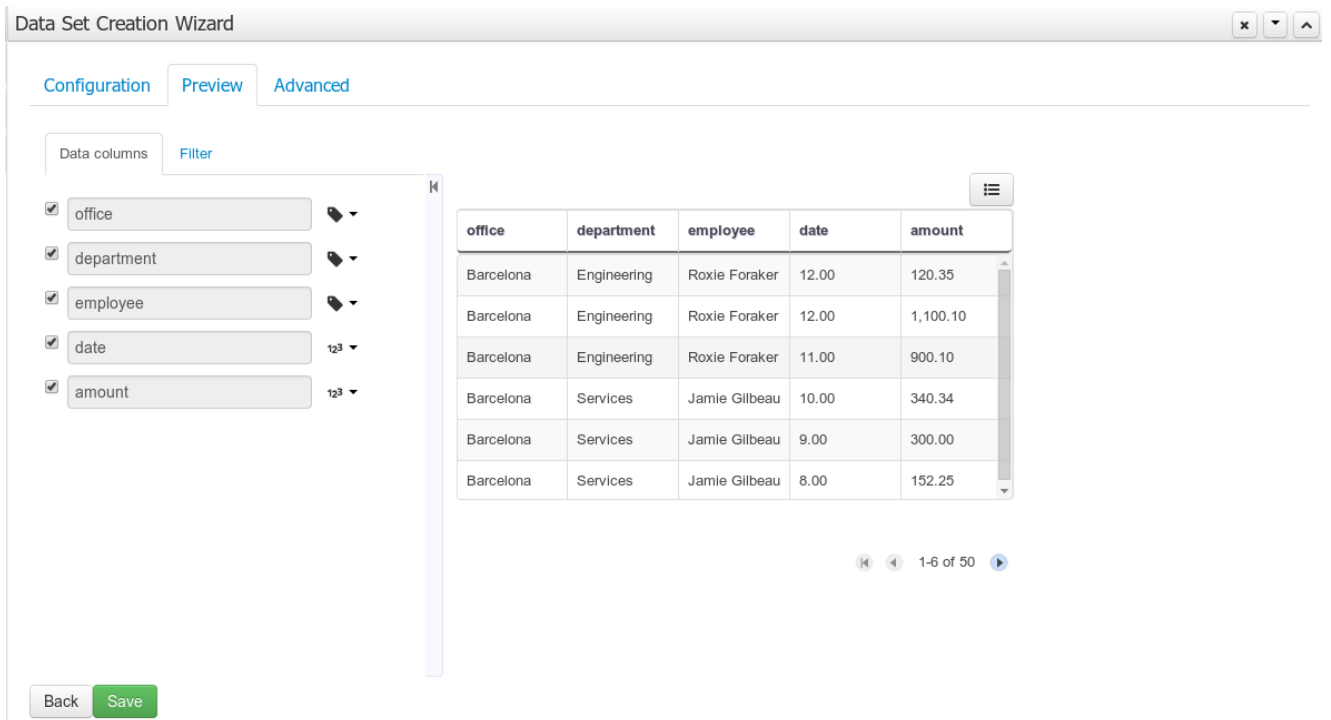 Data Set Creation Wizard
Configuration Preview Advanced
Data columns Filter
office
department
employee
date 123
amount 123
office department employee date amount
Barcelona Engineering Roxie Foraker 12.00 120.35
Barcelona Engineering Roxie Foraker 12.00 1,100.10
Barcelona Engineering Roxie Foraker 11.00 900.10
Barcelona Services Jamie Gilbeau 10.00 340.34
Barcelona Services Jamie Gilbeau 9.00 300.00
Barcelona Services Jamie Gilbeau 8.00 152.25
1-6 of 50
Back Save